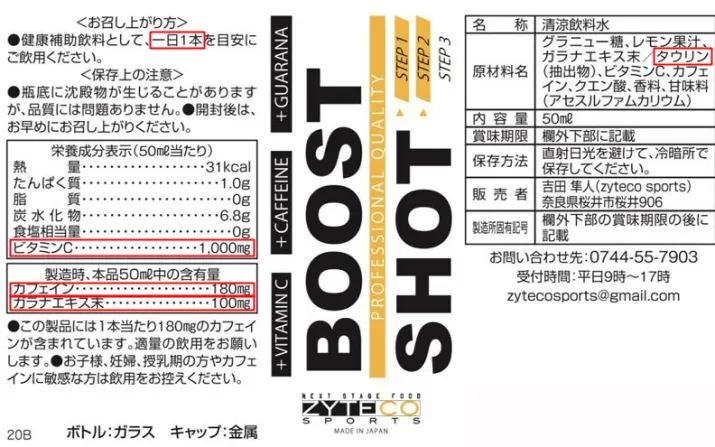 <お召し上がり方>
●健康補助飲料として、一日1本を目安に
ご飲用ください。
<保存上の注意>
●瓶底に沈殿物が生じることがあります
が、品質には問題ありません。●開封後は、
お早めにお召し上がりください。
栄養成分表示(50㎖当たり)
熱量…………………31kcal
たんぱく質…………………1.0g
脂質…………………0g
炭水化物…………………6.8g
食塩相当量…………………0g
ビタミンC…………………1,000㎎
製造時、本品50㎖中の含有量
カフェイン…………………180㎎
ガラナエキス末…………………100㎎
●この製品には1本当たり180㎎のカフェイ
ンが含まれています。適量の飲用をお願い
します。●お子様、妊婦、授乳期の方やカフェ
インに敏感な方は飲用をお控えください。
20B ボトル:ガラス キャップ:金属
+VITAMIN C +CAFFEINE +GUARANA
BOOST
PROFESSIONAL QUALITY
SHOT
STEP 1
STEP 2
STEP 3
NEXT STAGE FOOD
ZYTECO
SPORTS
MADE IN JAPAN
名称 清涼飲料水
原材料名 グラニュー糖、レモン果汁、
ガラナエキス末/タウリン
(抽出物)、ビタミンC、カフェ
イン、クエン酸、香料、甘味料
(アセスルファムカリウム)
内容量 50㎖
賞味期限 欄外下部に記載
保存方法 直射日光を避けて、冷暗所で
保存してください。
販売者 吉田 隼人(zyteco sports)
奈良県桜井市桜井906
製造所固有記号 欄外下部の賞味期限の後に
記載
お問い合わせ先:0744-55-7903
受付時間:平日9時〜17時
zytecosports@gmail.com